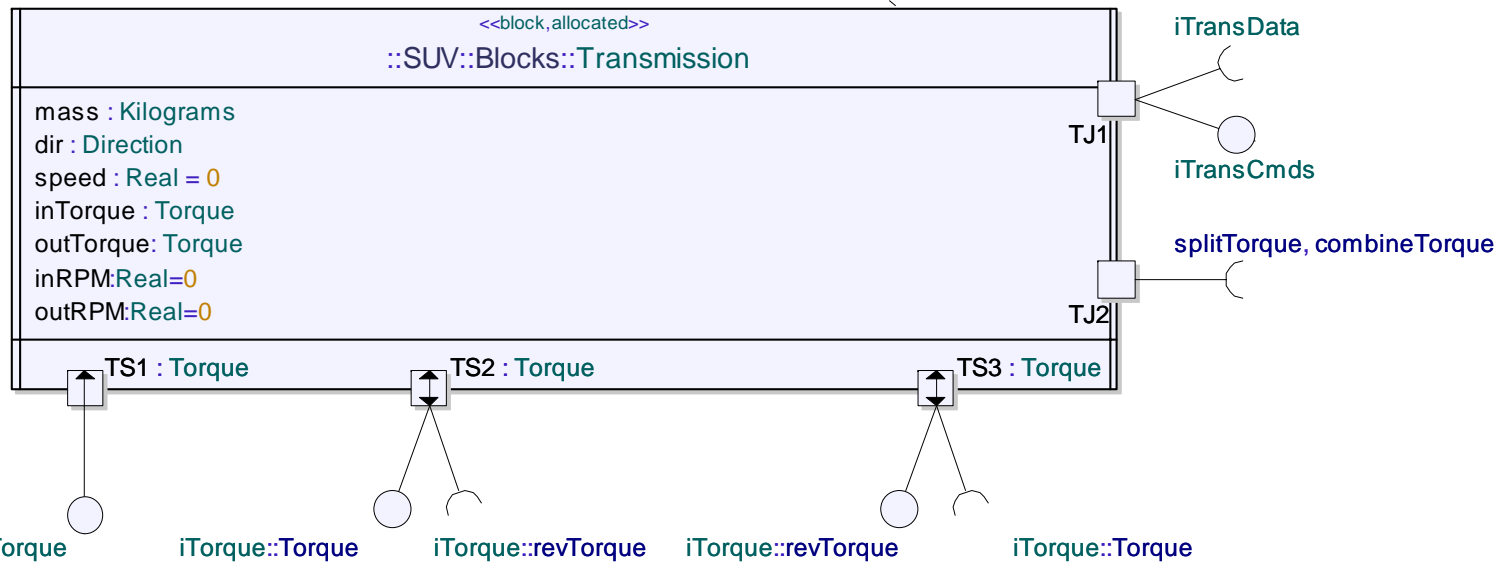 <<block,allocated>>
::SUV::Blocks::Transmission
mass : Kilograms
dir : Direction
speed : Real = 0
inTorque : Torque
outTorque: Torque
inRPM:Real=0
outRPM:Real=0
iTransData
TJ1
iTransCmds
splitTorque, combineTorque
TJ2
TS1 : Torque
TS2 : Torque
TS3 : Torque
iTorque::Torque
iTorque::revTorque
iTorque::revTorque
iTorque::Torque